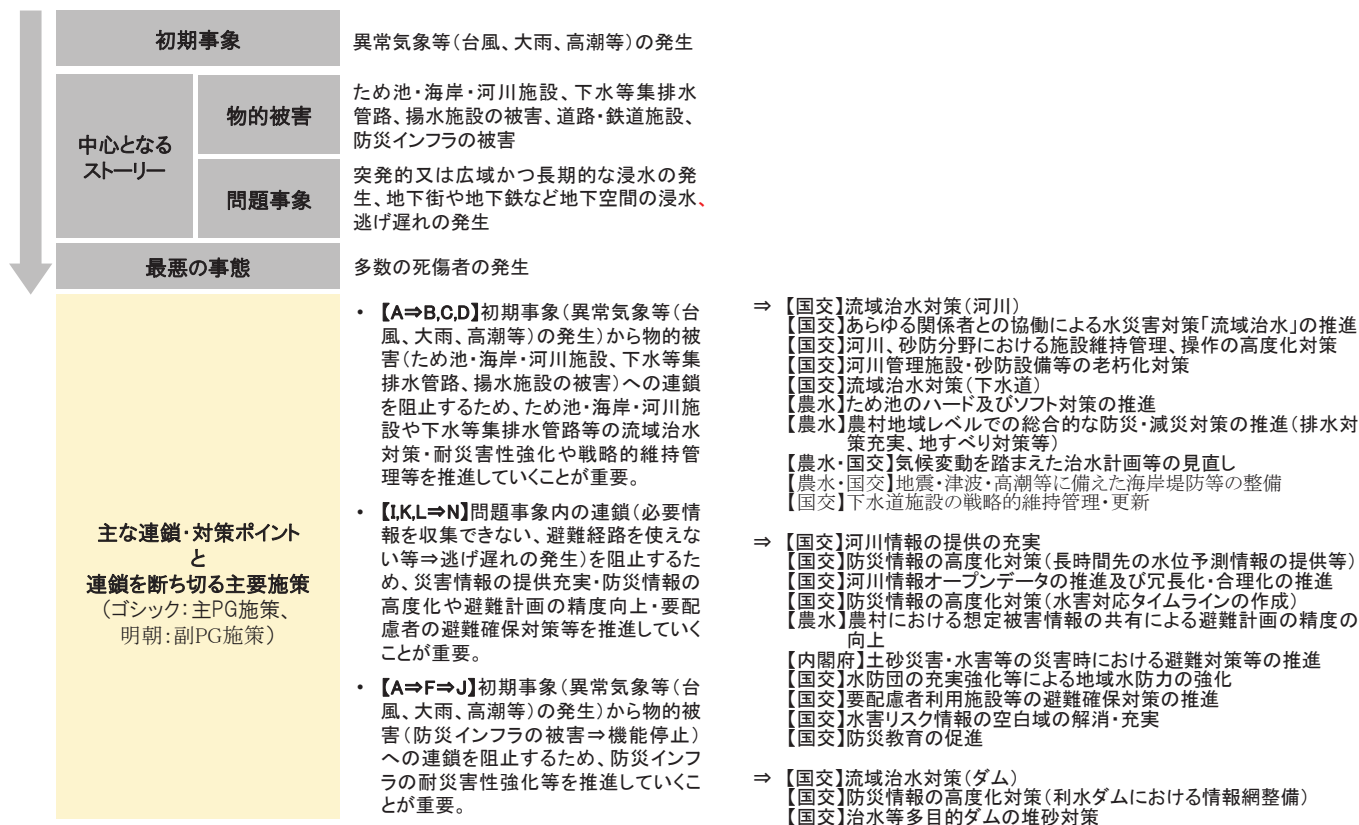 初期事象
異常気象等(台風、大雨、高潮等)の発生
中心となる
ストーリー
物的被害
ため池・海岸・河川施設、下水等集排水
管路、揚水施設の被害、道路・鉄道施設、
防災インフラの被害
問題事象
突発的又は広域かつ長期的な浸水の発
生、地下街や地下鉄など地下空間の浸水、
逃げ遅れの発生
最悪の事態
多数の死傷者の発生
主な連鎖・対策ポイント
と
連鎖を断ち切る主要施策
(ゴシック:主PG施策、
明朝:副PG施策)
・ 【A⇒B,C,D】初期事象(異常気象等(台
風、大雨、高潮等)の発生)から物的被
害(ため池・海岸・河川施設、下水等集
排水管路、揚水施設の被害)への連鎖
を阻止するため、ため池・海岸・河川施
設や下水等集排水管路等の流域治水
対策・耐災害性強化や戦略的維持管
理等を推進していくことが重要。
・ 【I,K,L⇒N】問題事象内の連鎖(必要情
報を収集できない、避難経路を使えな
い等⇒逃げ遅れの発生)を阻止するた
め、災害情報の提供充実・防災情報の
高度化や避難計画の精度向上・要配
慮者の避難確保対策等を推進していく
ことが重要。
・ 【A⇒F⇒J】初期事象(異常気象等(台
風、大雨、高潮等)の発生)から物的被
害(防災インフラの被害⇒機能停止)
への連鎖を阻止するため、防災インフ
ラの耐災害性強化等を推進していくこ
とが重要。
⇒ 【国交】流域治水対策(河川)
【国交】あらゆる関係者との協働による水災害対策「流域治水」の推進
【国交】河川、砂防分野における施設維持管理、操作の高度化対策
【国交】河川管理施設・砂防設備等の老朽化対策
【国交】流域治水対策(下水道)
【農水】ため池のハード及びソフト対策の推進
【農水】農村地域レベルでの総合的な防災・減災対策の推進(排水対
策充実、地すべり対策等)
【農水・国交】気候変動を踏まえた治水計画等の見直し
【農水・国交】地震・津波・高潮等に備えた海岸堤防等の整備
【国交】下水道施設の戦略的維持管理・更新
⇒ 【国交】河川情報の提供の充実
【国交】防災情報の高度化対策(長時間先の水位予測情報の提供等)
【国交】河川情報オープンデータの推進及び冗長化・合理化の推進
【国交】防災情報の高度化対策(水害対応タイムラインの作成)
【農水】農村における想定被害情報の共有による避難計画の精度の
向上
【内閣府】土砂災害・水害等の災害時における避難対策等の推進
【国交】水防団の充実強化等による地域水防力の強化
【国交】要配慮者利用施設等の避難確保対策の推進
【国交】水害リスク情報の空白域の解消・充実
【国交】防災教育の促進
⇒ 【国交】流域治水対策(ダム)
【国交】防災情報の高度化対策(利水ダムにおける情報網整備)
【国交】治水等多目的ダムの堆砂対策